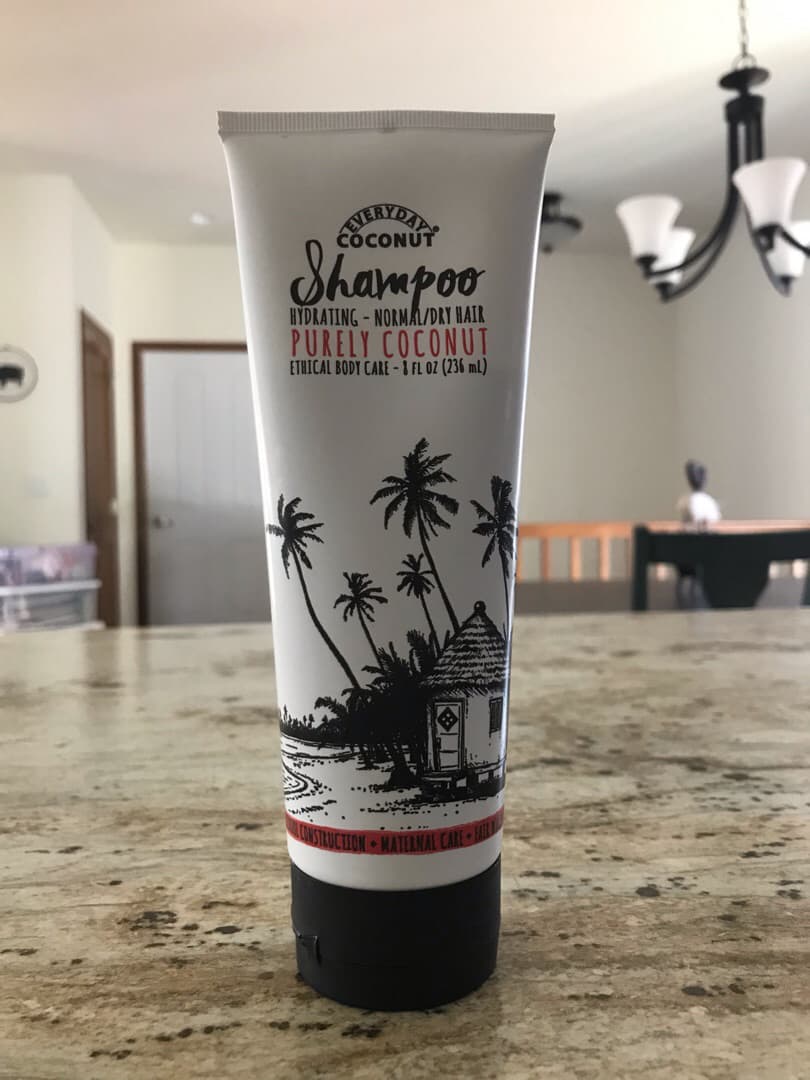 EVERYDAY
COCONUT®
Shampoo
HYDRATING - NORMAL/DRY HAIR
PURELY COCONUT
ETHICAL BODY CARE - 8 FL OZ (236 mL)
CONSTRUCTION • MATERNAL CARE • FAIR